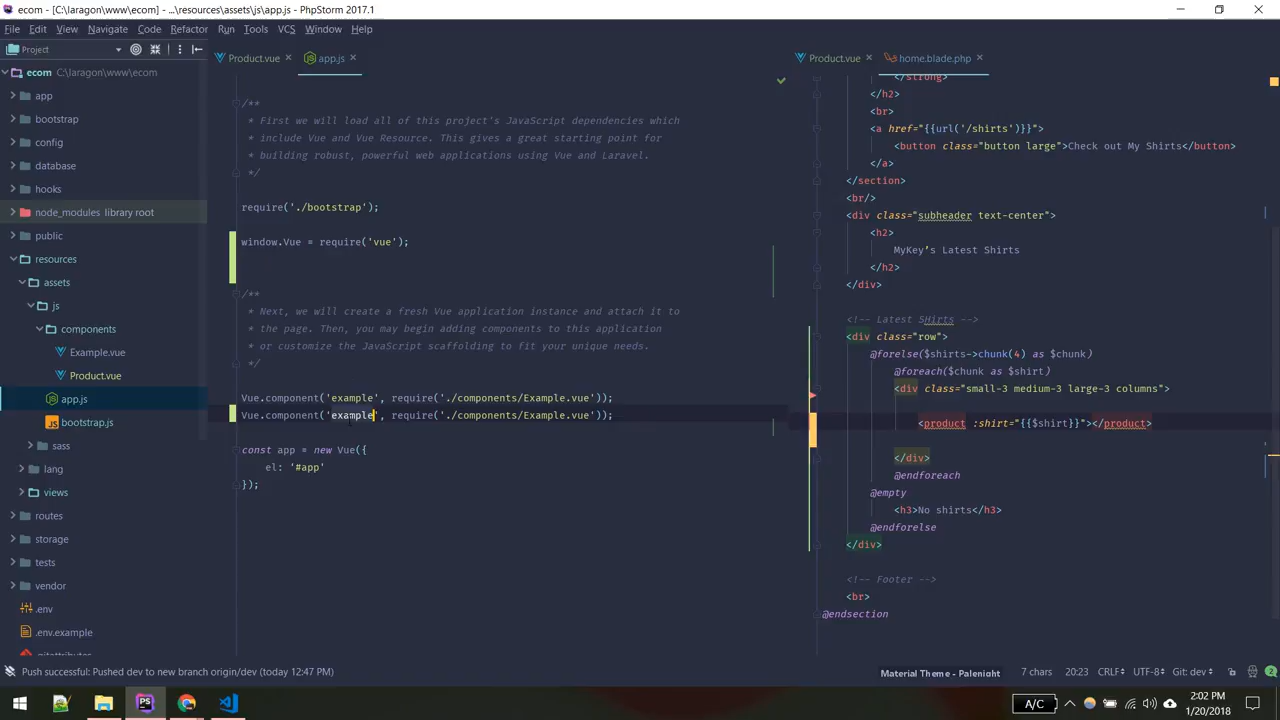 ecom - [C:\laragon\www\ecom] - ...\resources\assets\js\app.js - PhpStorm 2017.1
File Edit View Navigate Code Refactor Run Tools VCS Window Help
Project
ecom C:\laragon\www\ecom
app
bootstrap
config
database
hooks
node_modules library root
public
resources
assets
js
components
Example.vue
Product.vue
app.js
bootstrap.js
sass
lang
views
routes
storage
tests
vendor
.env
.env.example
.gitattributes
Product.vue app.js
/**
* First we will load all of this project's JavaScript dependencies which
* include Vue and Vue Resource. This gives a great starting point for
* building robust, powerful web applications using Vue and Laravel.
*/
require('./bootstrap');
window.Vue = require('vue');
/**
* Next, we will create a fresh Vue application instance and attach it to
* the page. Then, you may begin adding components to this application
* or customize the JavaScript scaffolding to fit your unique needs.
*/
Vue.component('example', require('./components/Example.vue'));
Vue.component('example', require('./components/Example.vue'));
const app = new Vue({
el: '#app'
});
Product.vue home.blade.php
</strong>
</h2>
<br>
<a href="{{url('/shirts')}}">
<button class="button large">Check out My Shirts</button>
</a>
</section>
<br/>
<div class="subheader text-center">
<h2>
MyKey's Latest Shirts
</h2>
</div>
<!-- Latest SHirts -->
<div class="row">
@forelse($shirts->chunk(4) as $chunk)
@foreach($chunk as $shirt)
<div class="small-3 medium-3 large-3 columns">
<product :shirt="{{$shirt}}"></product>
</div>
@endforeach
@empty
<h3>No shirts</h3>
@endforelse
</div>
<!-- Footer -->
<br>
@endsection
Push successful: Pushed dev to new branch origin/dev (today 12:47 PM)
Material Theme - Palenight 7 chars 20:23 CRLF UTF-8 Git: dev 2
PS
A/C
2:02 PM
1/20/2018